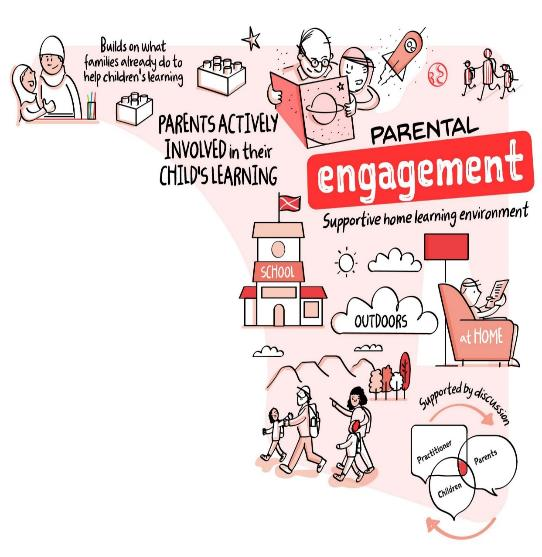 Builds on what
families already do to
help children's learning
PARENTS ACTIVELY
INVOLVED in their
CHILD'S LEARNING
PARENTAL
engagement
Supportive home learning environment
SCHOOL
OUTDOORS
at HOME
Supported by discussion
Practitioner
Parents
Children